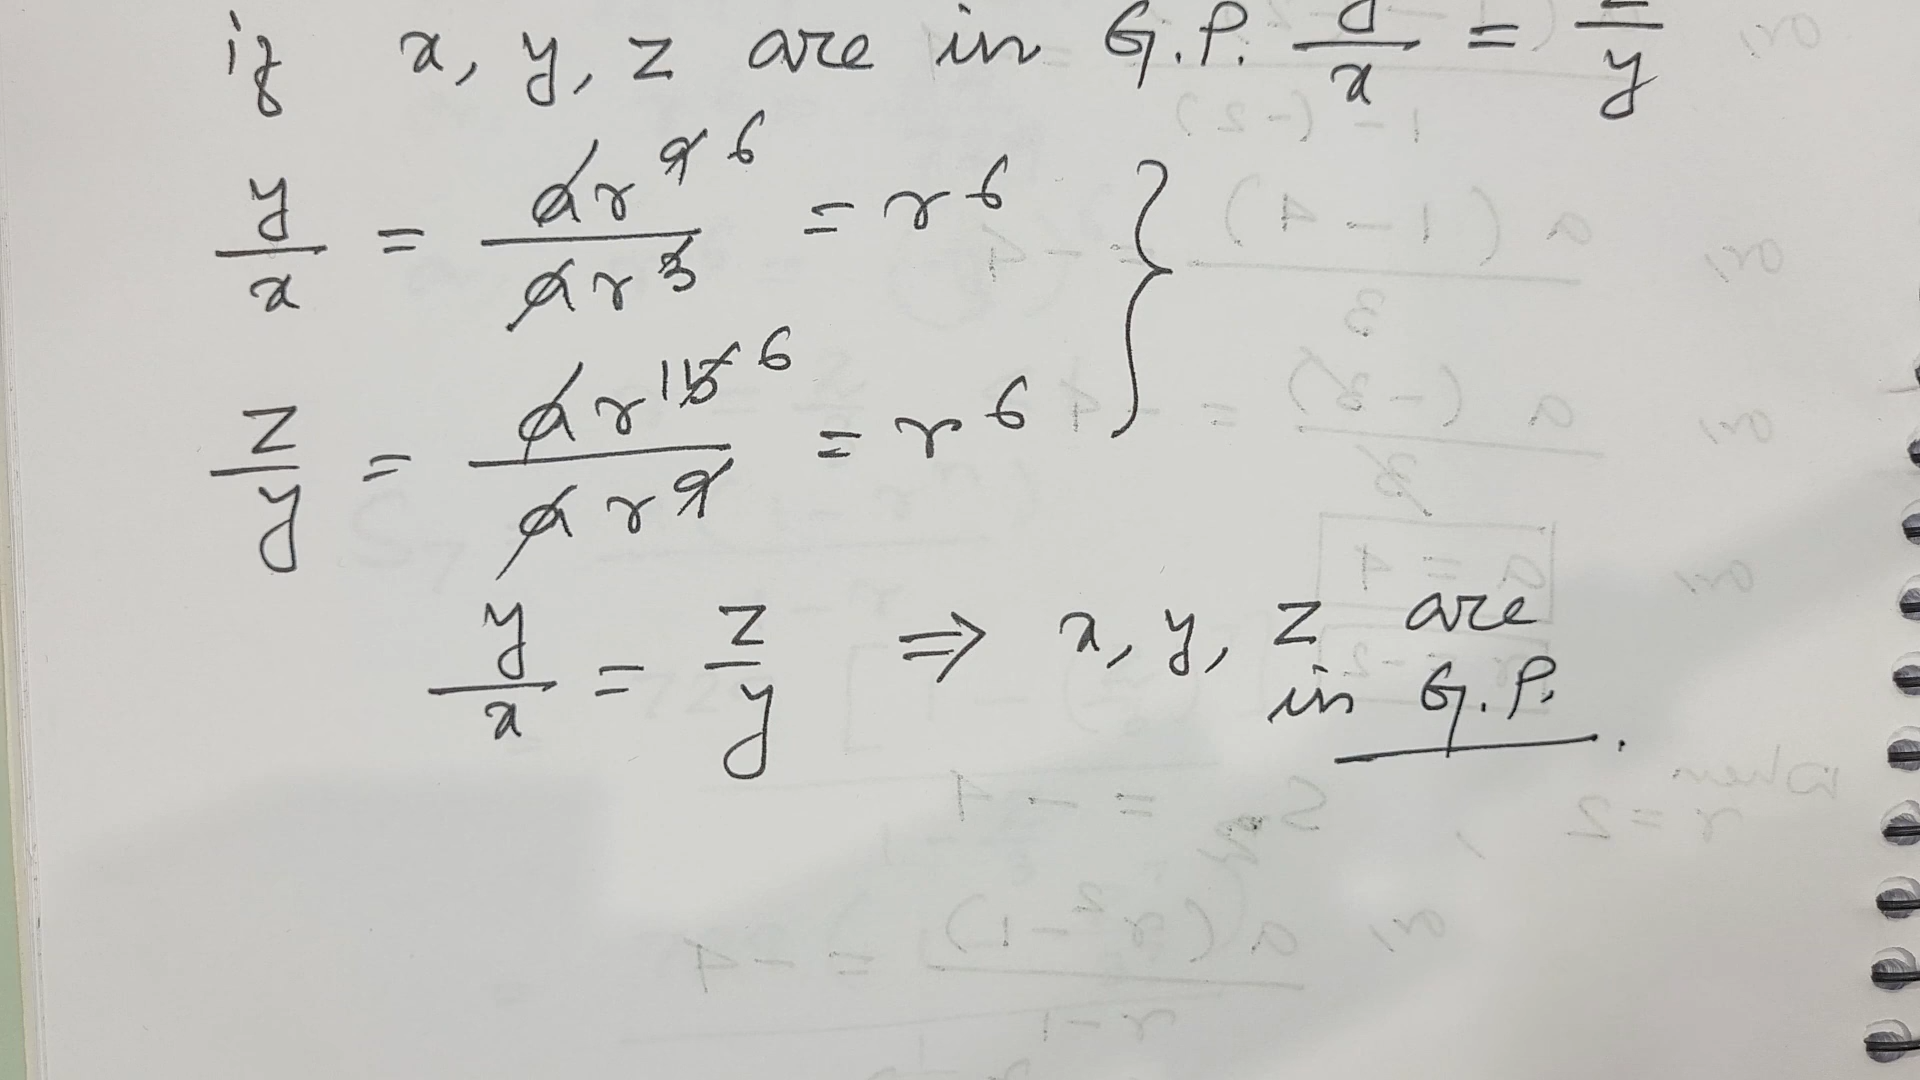 if x, y, z are in G.P. y/x = z/y
y/x = ar^9 6 / ar^3 = r^6 }
z/y = ar^15 6 / ar^9 = r^6
y/x = z/y ⇒ x, y, z are
in G.P.